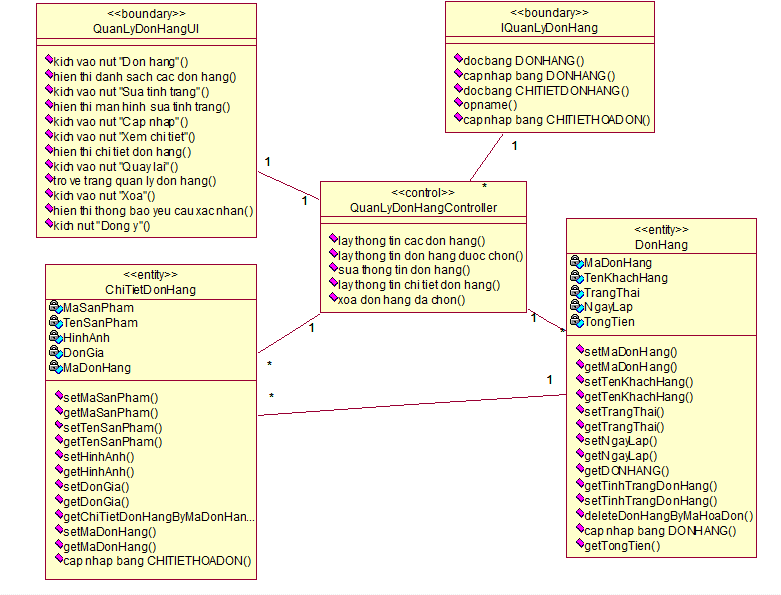 <<boundary>>
QuanLyDonHangUI
kich vao nut "Don hang"()
hien thi danh sach cac don hang()
kich vao nut "Sua tinh trang"()
hien thi man hinh sua tinh trang()
kich vao nut "Cap nhap"()
kich vao nut "Xem chi tiet"()
hien thi chi tiet don hang()
kich vao nut "Quay lai"()
tro ve trang quan ly don hang()
kich vao nut "Xoa"()
hien thi thong bao yeu cau xac nhan()
kich nut "Dong y"()
<<boundary>>
IQuanLyDonHang
doc bang DONHANG()
cap nhap bang DONHANG()
doc bang CHITIETDONHANG()
opname()
cap nhap bang CHITIETHOADON()
1
1
1
*
<<control>>
QuanLyDonHangController
lay thong tin cac don hang()
lay thong tin don hang duoc chon()
sua thong tin don hang()
lay thong tin chi tiet don hang()
xoa don hang da chon()
1
*
1
*
1
*
<<entity>>
ChiTietDonHang
MaSanPham
TenSanPham
HinhAnh
DonGia
MaDonHang
setMaSanPham()
getMaSanPham()
setTenSanPham()
getTenSanPham()
setHinhAnh()
getHinhAnh()
setDonGia()
getDonGia()
getChiTietDonHangByMaDonHan...
setMaDonHang()
getMaDonHang()
cap nhap bang CHITIETHOADON()
<<entity>>
DonHang
MaDonHang
TenKhachHang
TrangThai
NgayLap
TongTien
setMaDonHang()
getMaDonHang()
setTenKhachHang()
getTenKhachHang()
setTrangThai()
getTrangThai()
setNgayLap()
getNgayLap()
getDONHANG()
getTinhTrangDonHang()
setTinhTrangDonHang()
deleteDonHangByMaHoaDon()
cap nhap bang DONHANG()
getTongTien()